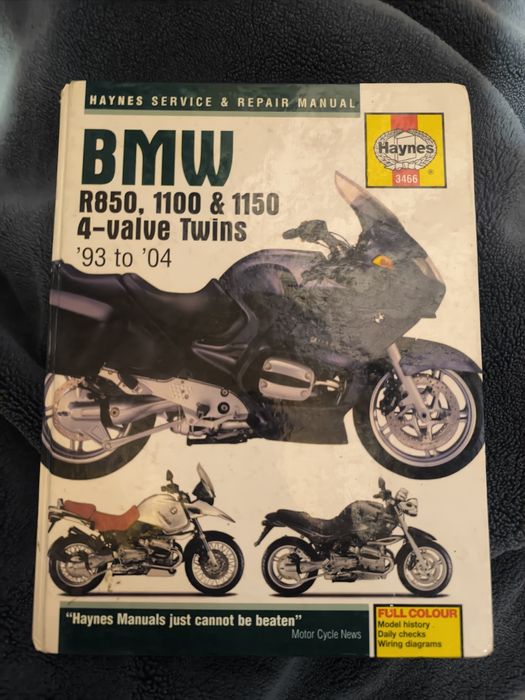 HAYNES SERVICE & REPAIR MANUAL
BMW
R850, 1100 & 1150
4-valve Twins
'93 to '04
Haynes
3466
®
"Haynes Manuals just cannot be beaten"
Motor Cycle News
FULL COLOUR
Model history
Daily checks
Wiring diagrams